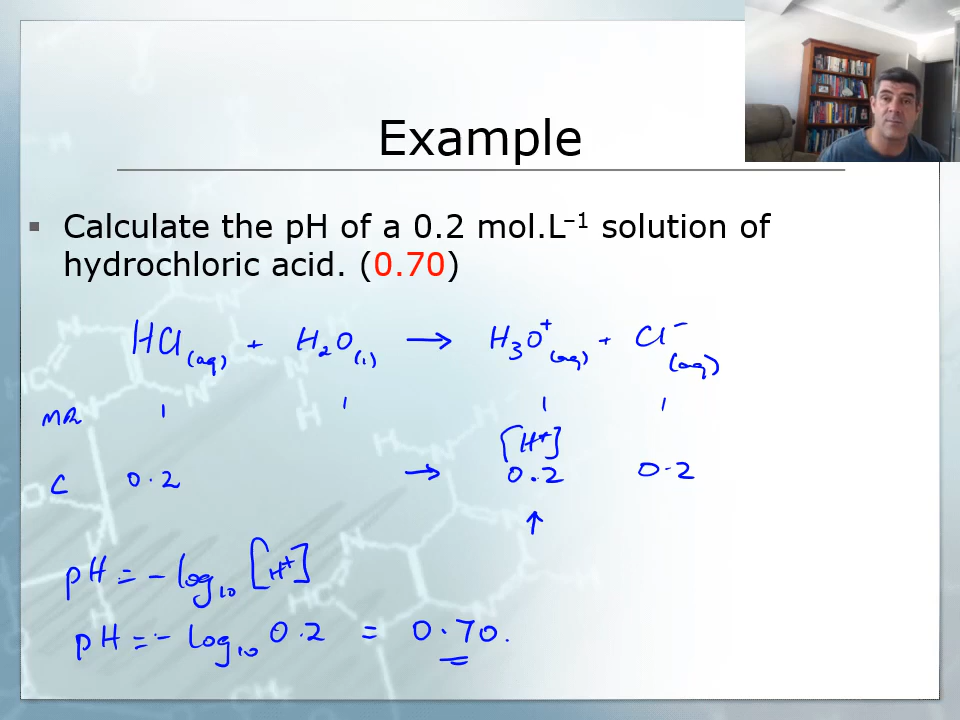 Example
▪ Calculate the pH of a 0.2 mol.L⁻¹ solution of
hydrochloric acid. (0.70)
HCl(aq) + H₂O(l) → H₃O⁺(aq) + Cl⁻(aq)
MR 1 1 1 1
[H⁺]
C 0.2 → 0.2 0.2
↑
pH = - log₁₀ [H⁺]
pH = - log₁₀ 0.2 = 0.70.